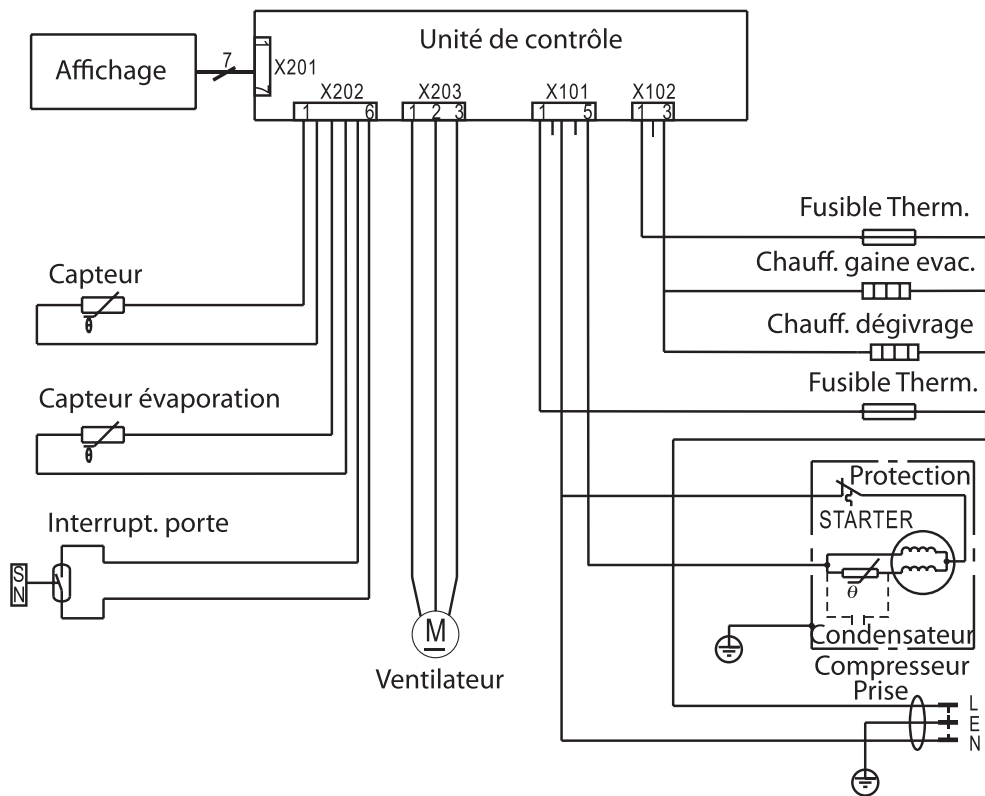 Unité de contrôle
Affichage
7
1
7
X201
X202
X203
X101
X102
1 6
1 2 3
1 5
1 3
Fusible Therm.
Chauff. gaine evac.
Chauff. dégivrage
Fusible Therm.
Capteur
θ
Capteur évaporation
θ
Interrupt. porte
S
N
M
Ventilateur
Protection
STARTER
θ
Condensateur
Compresseur
Prise
L
E
N